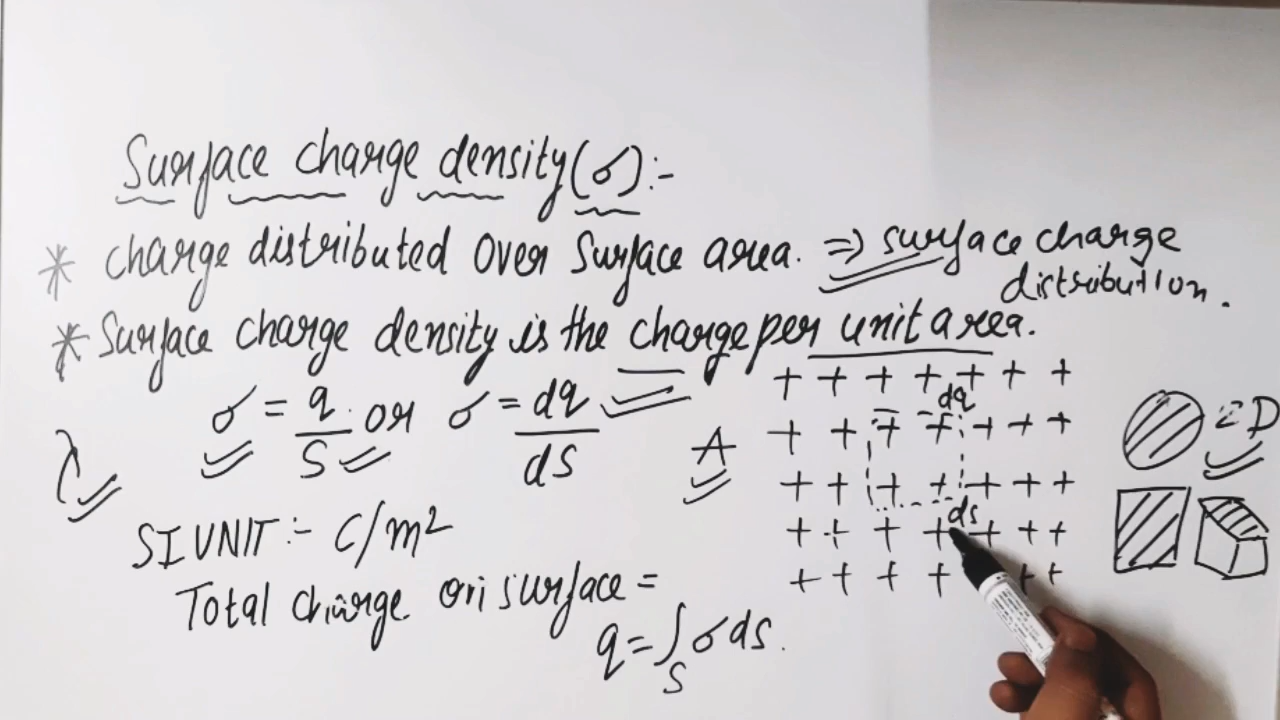 Surface charge density (σ) :-
* charge distributed over surface area. ⇒ surface charge
distribution.
* Surface charge density is the charge per unit area.
σ = q/S or σ = dq/ds
λ
A
SI UNIT :- C/m²
Total charge on surface =
q = ∫_S σ ds.
+ + + + + + +
dq
+ + + + + + +
+ + + + + + +
ds
+ + + + + + +
+ + + + + +
2D